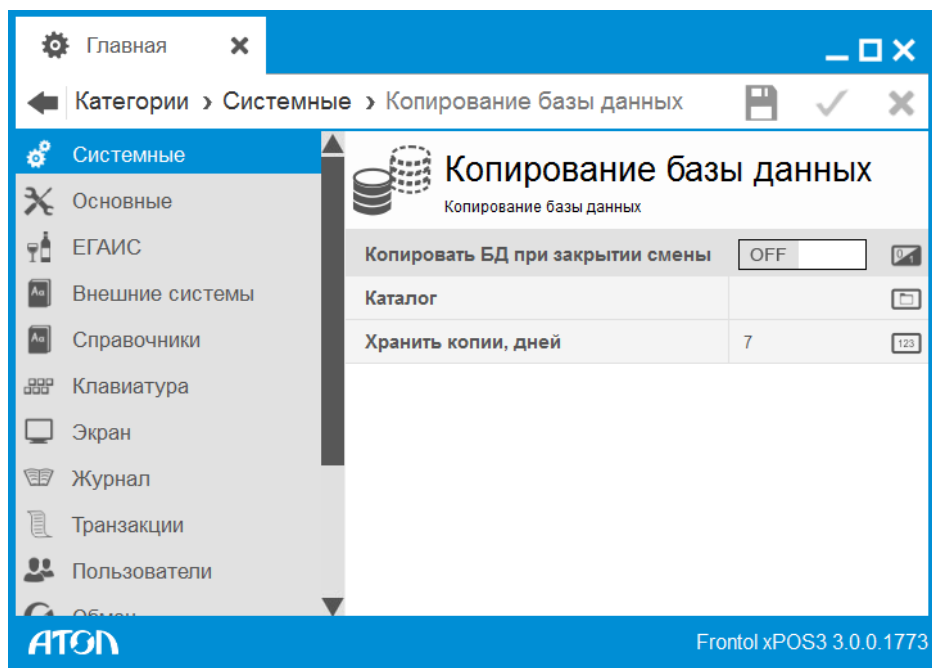 Главная
Категории › Системные › Копирование базы данных
Системные
Основные
ЕГАИС
Внешние системы
Справочники
Клавиатура
Экран
Журнал
Транзакции
Пользователи
Копирование базы данных
Копирование базы данных
Копировать БД при закрытии смены OFF
Каталог
Хранить копии, дней 7 123
АТОЛ
Frontol xPOS3 3.0.0.1773